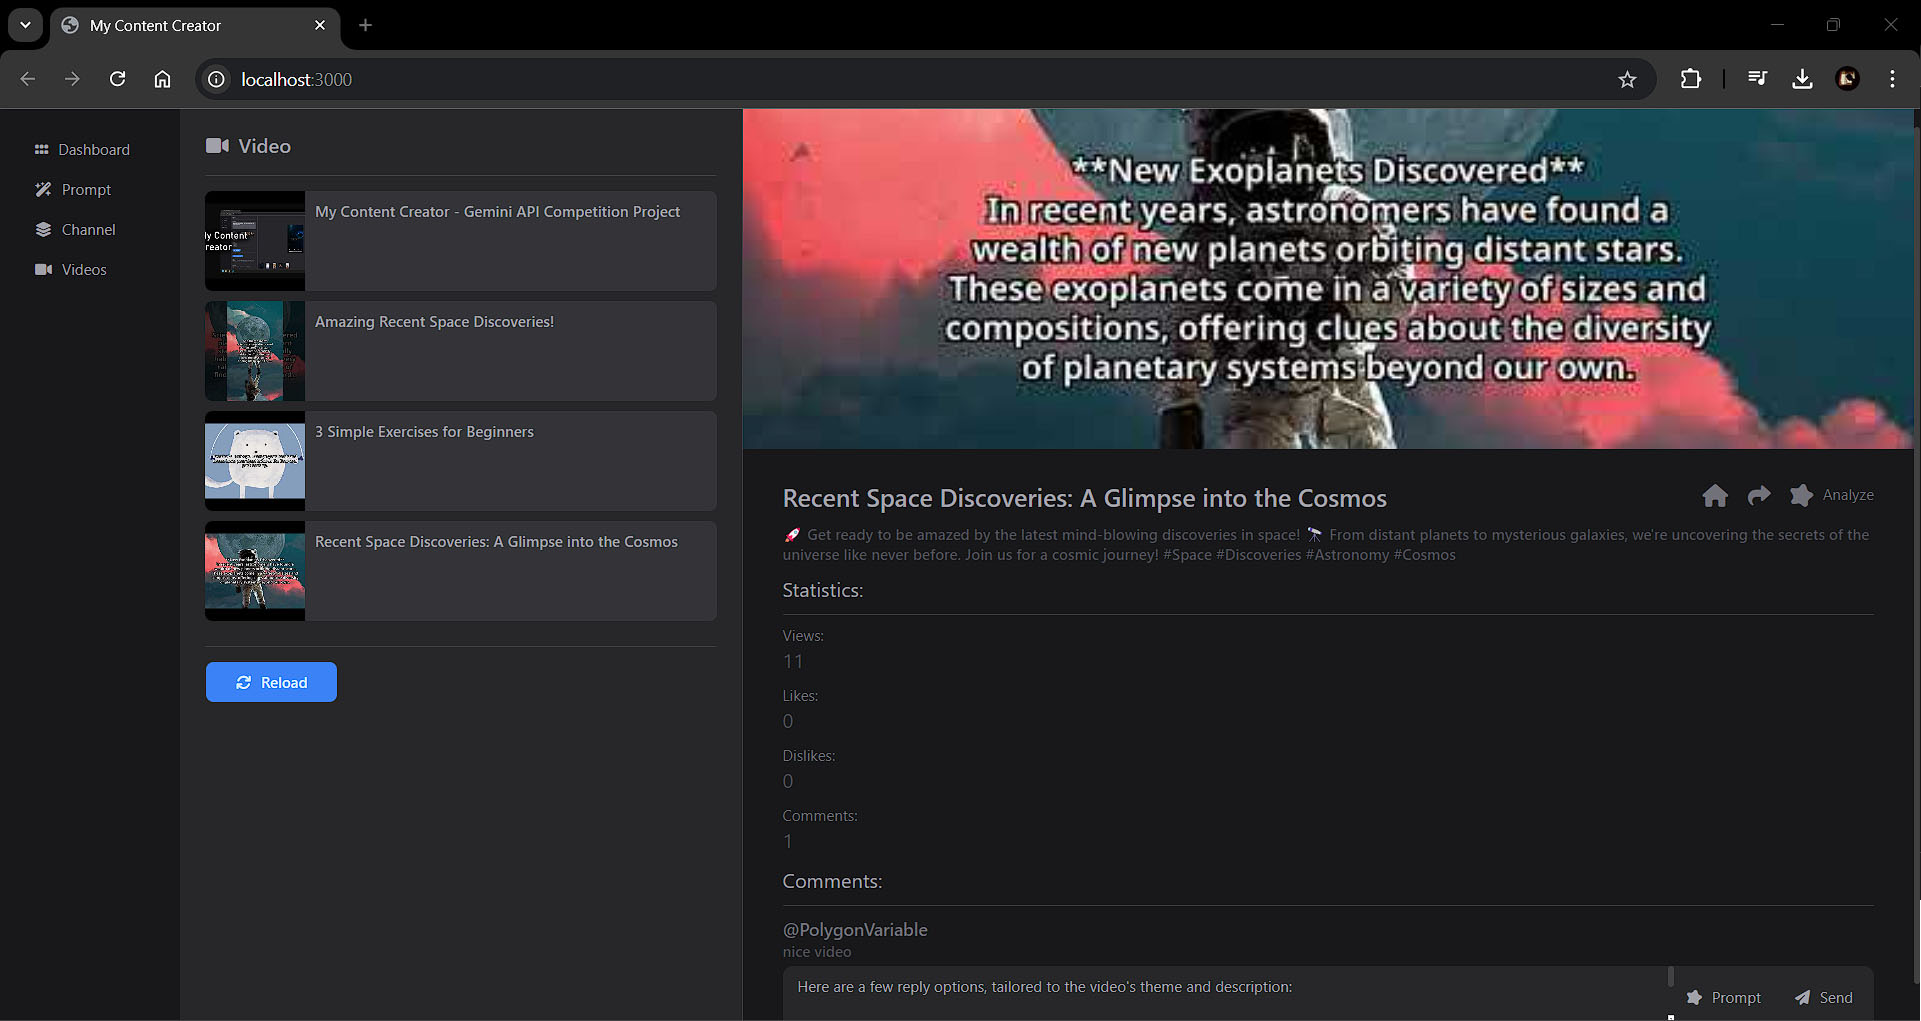 My Content Creator
localhost:3000
Dashboard
Prompt
Channel
Videos
Video
My Content Creator - Gemini API Competition Project
Amazing Recent Space Discoveries!
3 Simple Exercises for Beginners
Recent Space Discoveries: A Glimpse into the Cosmos
Reload
**New Exoplanets Discovered**
In recent years, astronomers have found a
wealth of new planets orbiting distant stars.
These exoplanets come in a variety of sizes and
compositions, offering clues about the diversity
of planetary systems beyond our own.
Recent Space Discoveries: A Glimpse into the Cosmos
Analyze
🚀 Get ready to be amazed by the latest mind-blowing discoveries in space! 🔭 From distant planets to mysterious galaxies, we're uncovering the secrets of the
universe like never before. Join us for a cosmic journey! #Space #Discoveries #Astronomy #Cosmos
Statistics:
Views:
11
Likes:
0
Dislikes:
0
Comments:
1
Comments:
@PolygonVariable
nice video
Here are a few reply options, tailored to the video's theme and description:
Prompt
Send